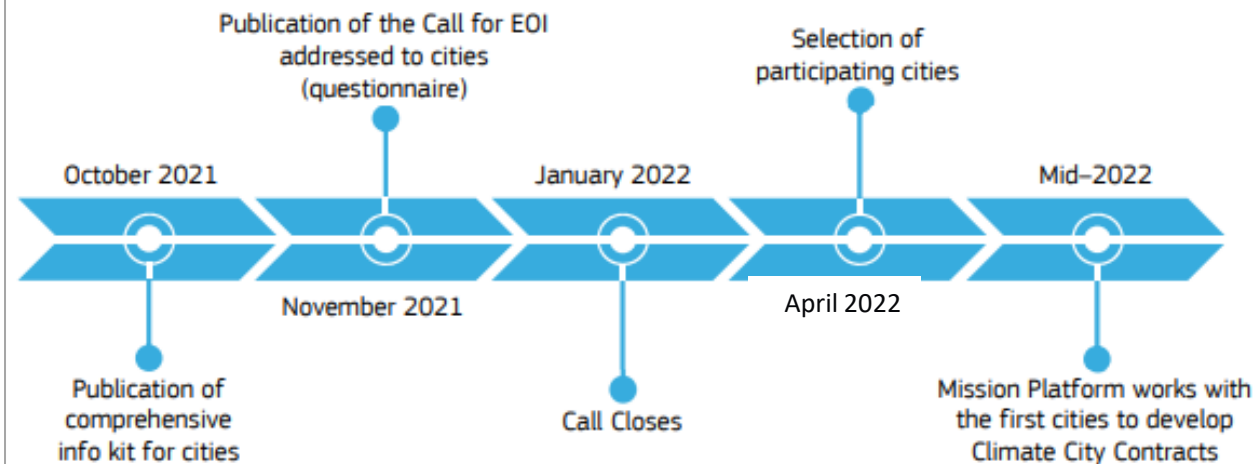 Publication of the Call for EOI
addressed to cities
(questionnaire)
Selection of
participating cities
October 2021
January 2022
Mid–2022
November 2021
April 2022
Publication of
comprehensive
info kit for cities
Call Closes
Mission Platform works with
the first cities to develop
Climate City Contracts